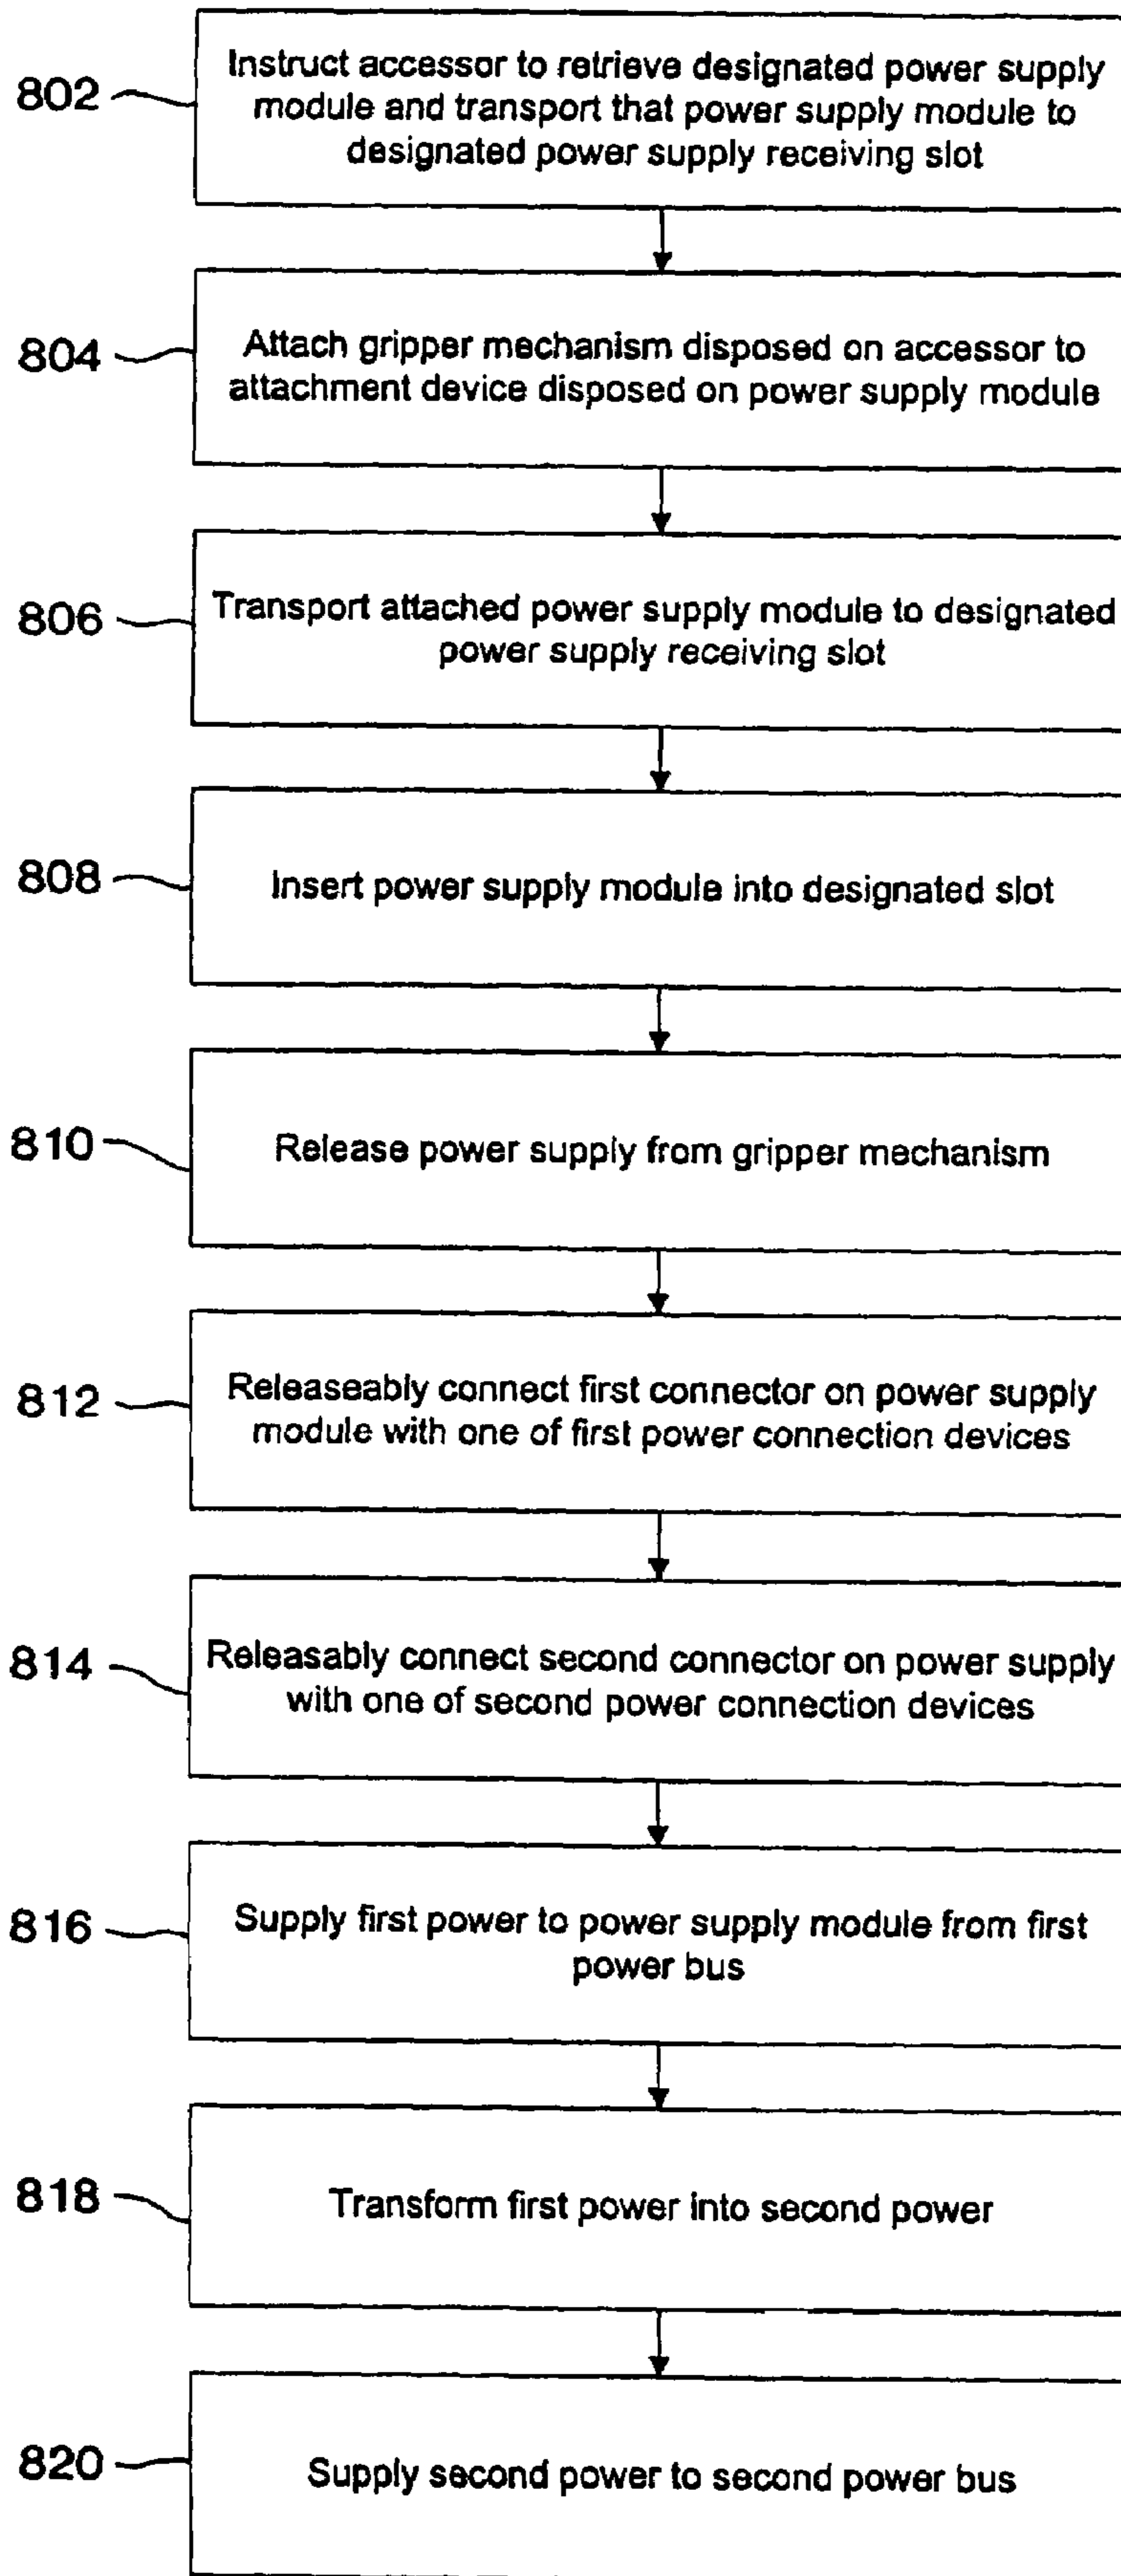 802
Instruct accessor to retrieve designated power supply
module and transport that power supply module to
designated power supply receiving slot
804
Attach gripper mechanism disposed on accessor to
attachment device disposed on power supply module
806
Transport attached power supply module to designated
power supply receiving slot
808
Insert power supply module into designated slot
810
Release power supply from gripper mechanism
812
Releaseably connect first connector on power supply
module with one of first power connection devices
814
Releasably connect second connector on power supply
with one of second power connection devices
816
Supply first power to power supply module from first
power bus
818
Transform first power into second power
820
Supply second power to second power bus